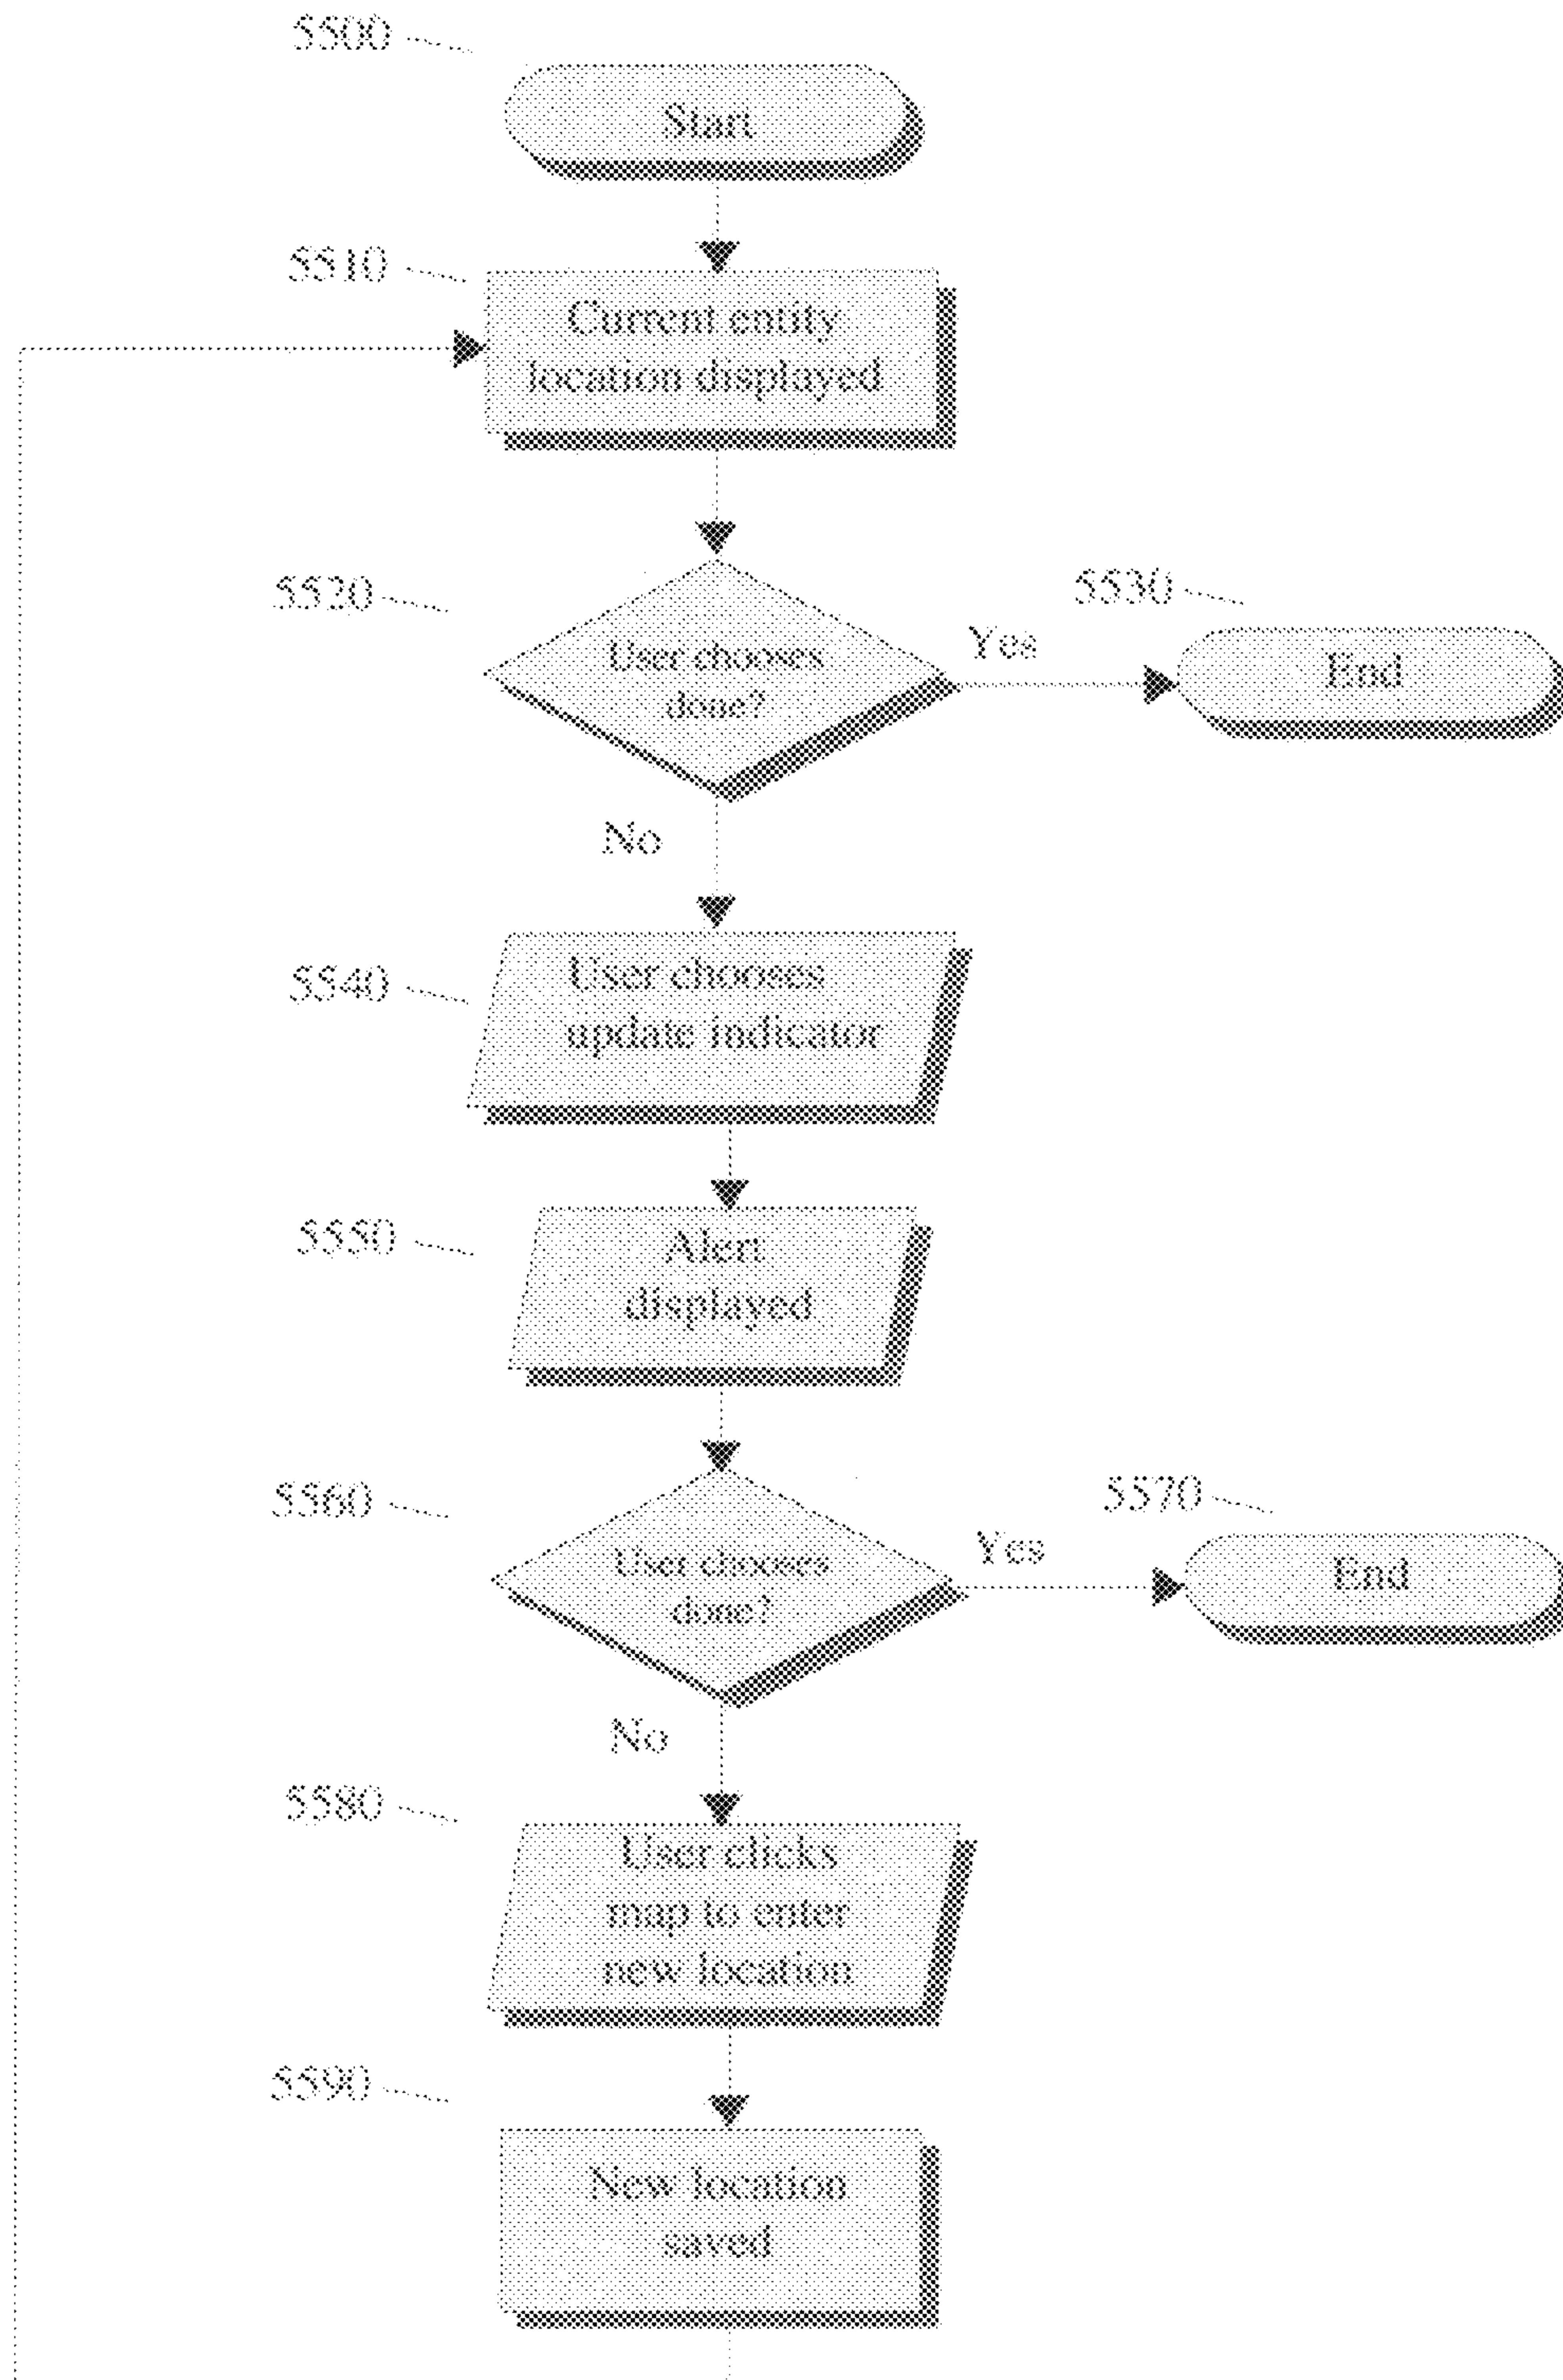 5500
Start
5510
Current entity
location displayed
5520
User chooses
done?
Yes
5530
End
No
5540
User chooses
update indicator
5550
Alert
displayed
5560
User chooses
done?
Yes
5570
End
No
5580
User clicks
map to enter
new location
5590
New location
saved